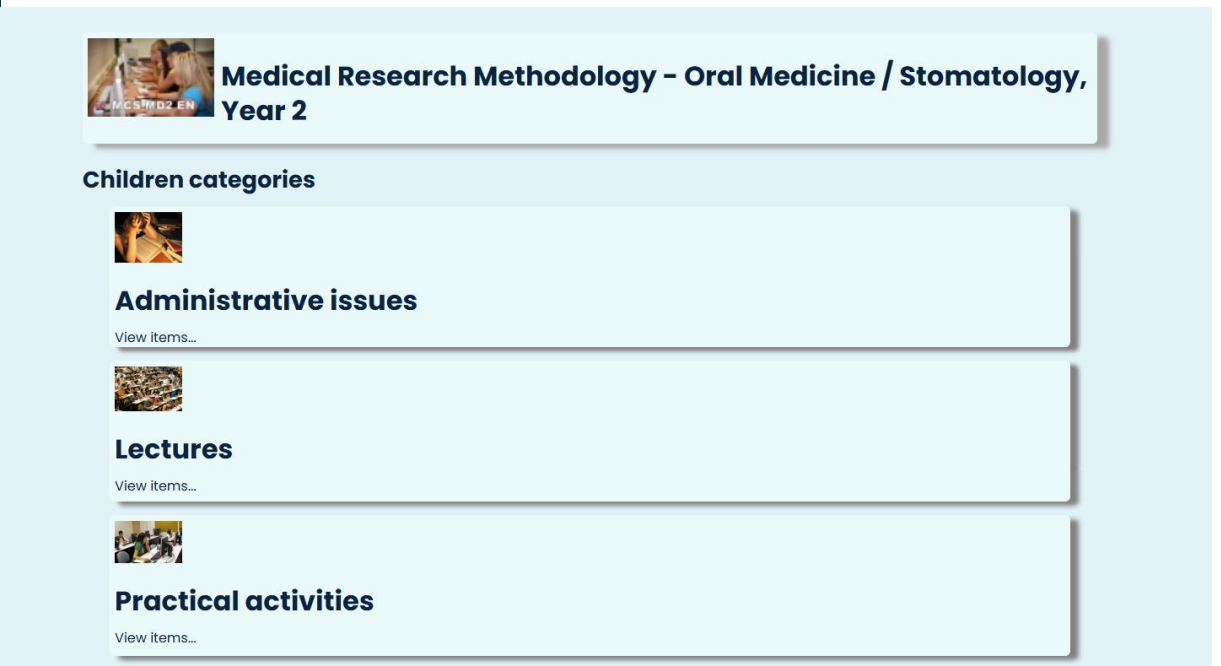 MCS MD2 EN
Medical Research Methodology - Oral Medicine / Stomatology,
Year 2
Children categories
Administrative issues
View items...
Lectures
View items...
Practical activities
View items...